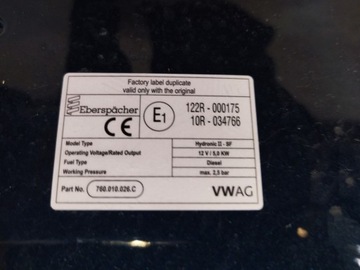 Factory label duplicate
valid only with the original
Eberspächer
CE
E1
122R - 000175
10R - 034766
Model Type Hydronic II - 9F
Operating Voltage/Rated Output 12 V / 5,0 KW
Fuel Type Diesel
Working Pressure max. 2,5 bar
Part No. 760.010.026.C
VWAG